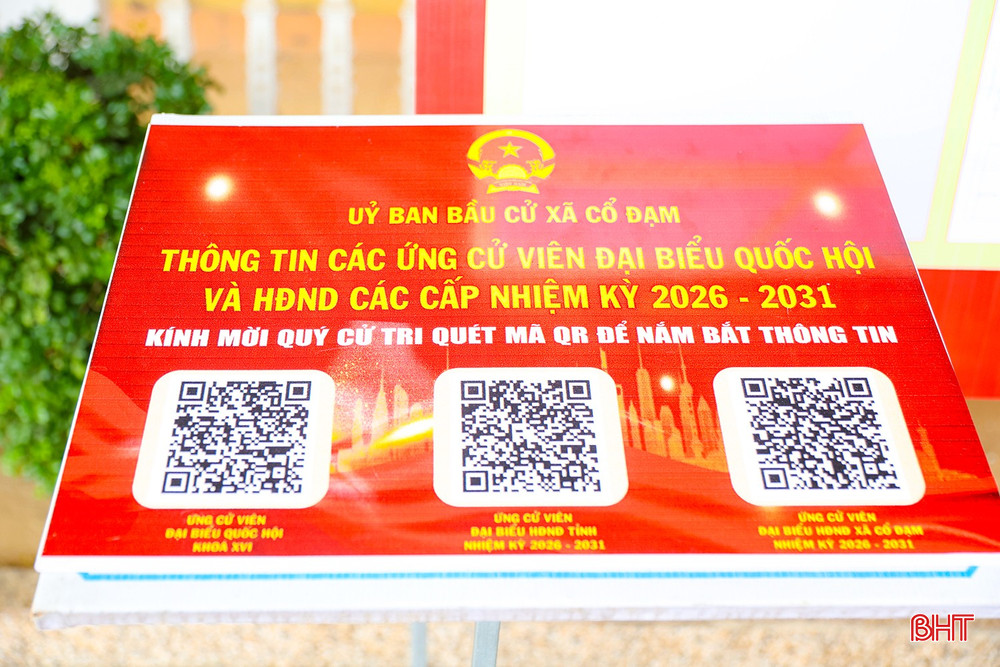 UỶ BAN BẦU CỬ XÃ CỔ ĐẠM
THÔNG TIN CÁC ỨNG CỬ VIÊN ĐẠI BIỂU QUỐC HỘI
VÀ HĐND CÁC CẤP NHIỆM KỲ 2026 - 2031
KÍNH MỜI QUÝ CỬ TRI QUÉT MÃ QR ĐỂ NẮM BẮT THÔNG TIN
ỨNG CỬ VIÊN
ĐẠI BIỂU QUỐC HỘI
KHOÁ XVI
ỨNG CỬ VIÊN
ĐẠI BIỂU HĐND TỈNH
NHIỆM KỲ 2026 - 2031
ỨNG CỬ VIÊN
ĐẠI BIỂU HĐND XÃ CỔ ĐẠM
NHIỆM KỲ 2026 - 2031
BHT